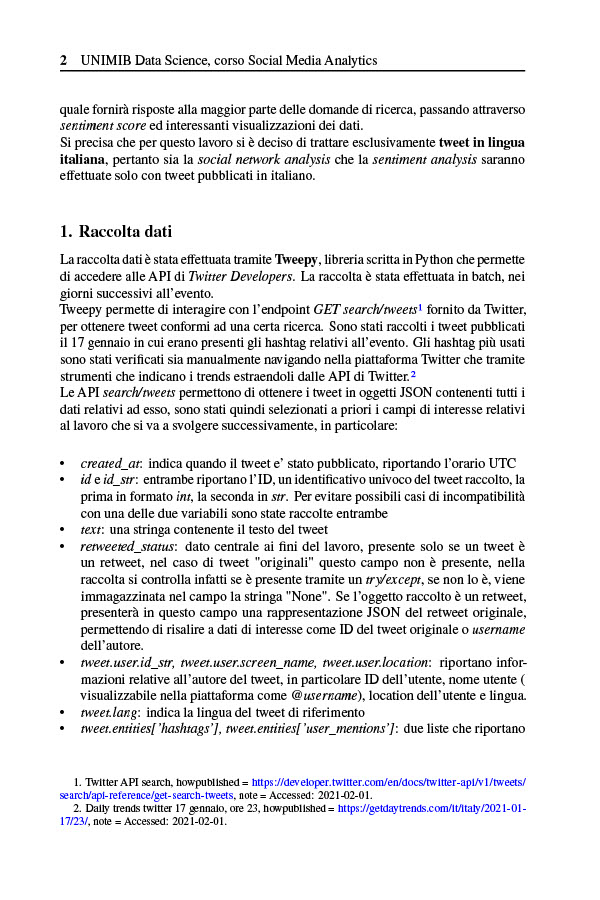 2 UNIMIB Data Science, corso Social Media Analytics
quale fornirà risposte alla maggior parte delle domande di ricerca, passando attraverso
sentiment score ed interessanti visualizzazioni dei dati.
Si precisa che per questo lavoro si è deciso di trattare esclusivamente tweet in lingua
italiana, pertanto sia la social network analysis che la sentiment analysis saranno
effettuate solo con tweet pubblicati in italiano.
1. Raccolta dati
La raccolta dati è stata effettuata tramite Tweepy, libreria scritta in Python che permette
di accedere alle API di Twitter Developers. La raccolta è stata effettuata in batch, nei
giorni successivi all'evento.
Tweepy permette di interagire con l'endpoint GET search/tweets1 fornito da Twitter,
per ottenere tweet conformi ad una certa ricerca. Sono stati raccolti i tweet pubblicati
il 17 gennaio in cui erano presenti gli hashtag relativi all'evento. Gli hashtag più usati
sono stati verificati sia manualmente navigando nella piattaforma Twitter che tramite
strumenti che indicano i trends estraendoli dalle API di Twitter.2
Le API search/tweets permettono di ottenere i tweet in oggetti JSON contenenti tutti i
dati relativi ad esso, sono stati quindi selezionati a priori i campi di interesse relativi
al lavoro che si va a svolgere successivamente, in particolare:
• created_at: indica quando il tweet e' stato pubblicato, riportando l'orario UTC
• id e id_str: entrambe riportano l'ID, un identificativo univoco del tweet raccolto, la
prima in formato int, la seconda in str. Per evitare possibili casi di incompatibilità
con una delle due variabili sono state raccolte entrambe
• text: una stringa contenente il testo del tweet
• retweeted_status: dato centrale ai fini del lavoro, presente solo se un tweet è
un retweet, nel caso di tweet "originali" questo campo non è presente, nella
raccolta si controlla infatti se è presente tramite un try/except, se non lo è, viene
immagazzinata nel campo la stringa "None". Se l'oggetto raccolto è un retweet,
presenterà in questo campo una rappresentazione JSON del retweet originale,
permettendo di risalire a dati di interesse come ID del tweet originale o username
dell'autore.
• tweet.user.id_str, tweet.user.screen_name, tweet.user.location: riportano infor-
mazioni relative all'autore del tweet, in particolare ID dell'utente, nome utente (
visualizzabile nella piattaforma come @username), location dell'utente e lingua.
• tweet.lang: indica la lingua del tweet di riferimento
• tweet.entities['hashtags'], tweet.entities['user_mentions']: due liste che riportano
1. Twitter API search, howpublished = https://developer.twitter.com/en/docs/twitter-api/v1/tweets/
search/api-reference/get-search-tweets, note = Accessed: 2021-02-01.
2. Daily trends twitter 17 gennaio, ore 23, howpublished = https://getdaytrends.com/it/italy/2021-01-
17/23/, note = Accessed: 2021-02-01.